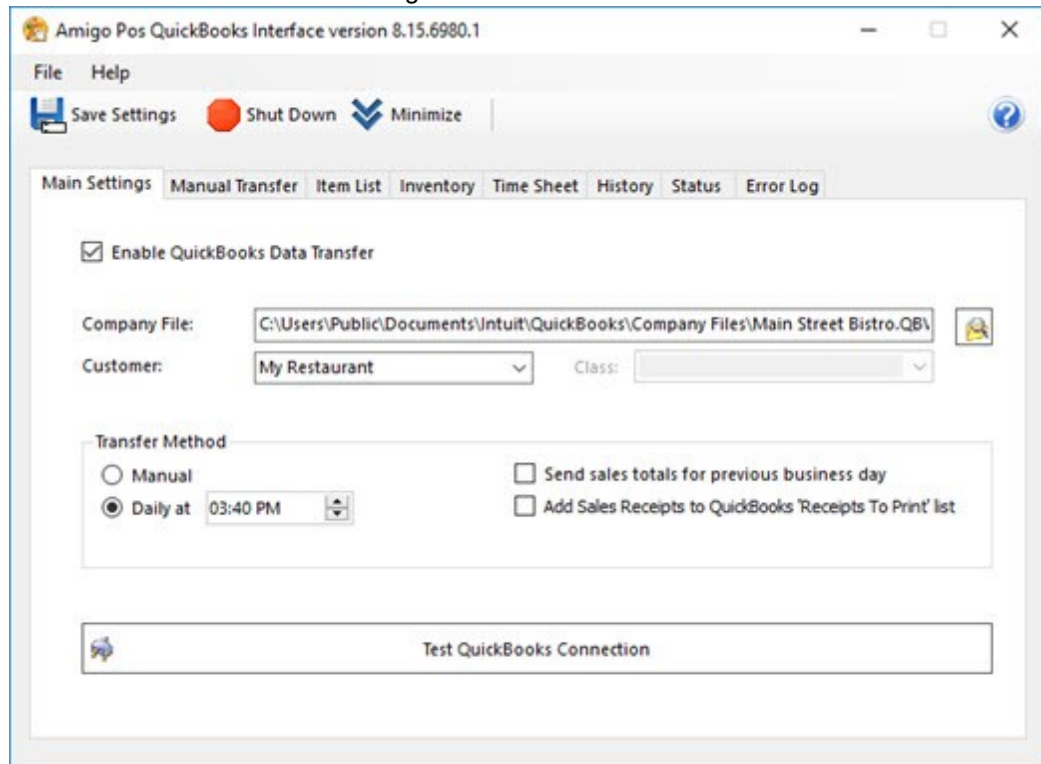 Amigo Pos QuickBooks Interface version 8.15.6980.1
File Help
Save Settings Shut Down Minimize
Main Settings Manual Transfer Item List Inventory Time Sheet History Status Error Log
Enable QuickBooks Data Transfer
Company File: C:\Users\Public\Documents\Intuit\QuickBooks\Company Files\Main Street Bistro.QB
Customer: My Restaurant Class:
Transfer Method
Manual Send sales totals for previous business day
Daily at 03:40 PM Add Sales Receipts to QuickBooks 'Receipts To Print' list
Test QuickBooks Connection